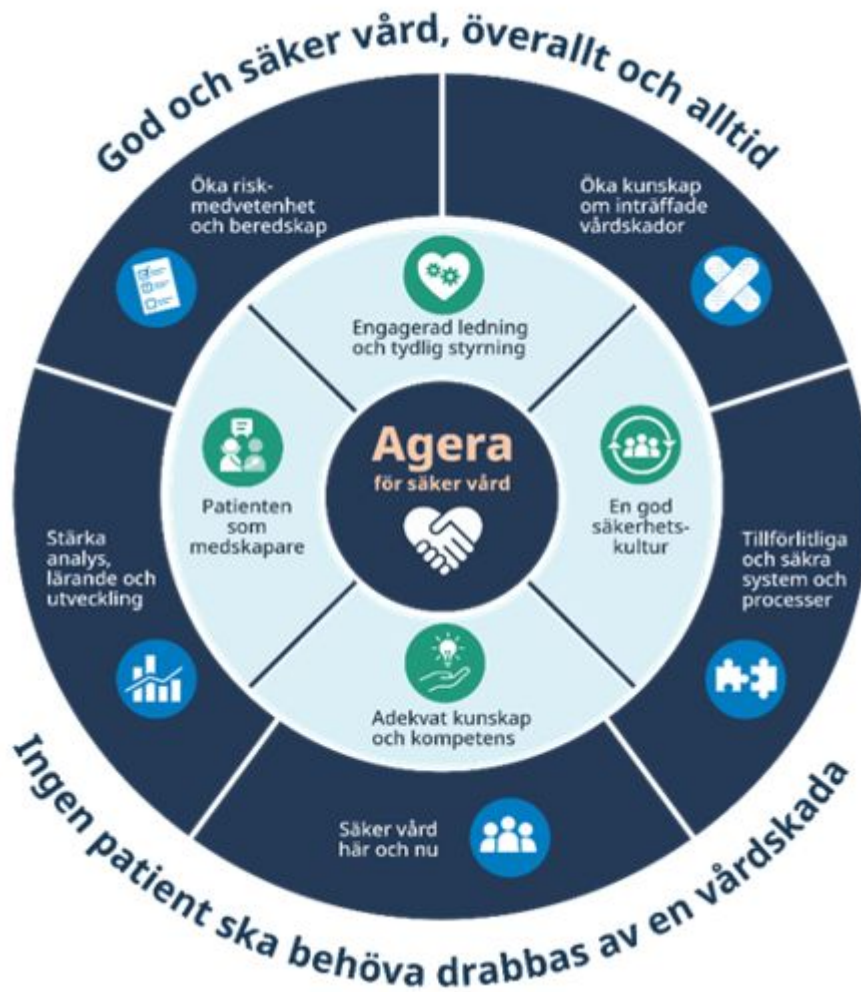 God och säker vård, överallt och alltid
Öka risk-
medvetenhet
och beredskap
Öka kunskap
om inträffade
vårdskador
Engagerad ledning
och tydlig styrning
Agera
för säker vård
Patienten
som
medskapare
En god
säkerhets-
kultur
Stärka
analys,
lärande och
utveckling
Tillförlitliga
och säkra
system och
processer
Adekvat kunskap
och kompetens
Säker vård
här och nu
Ingen patient ska behöva drabbas av en vårdskada